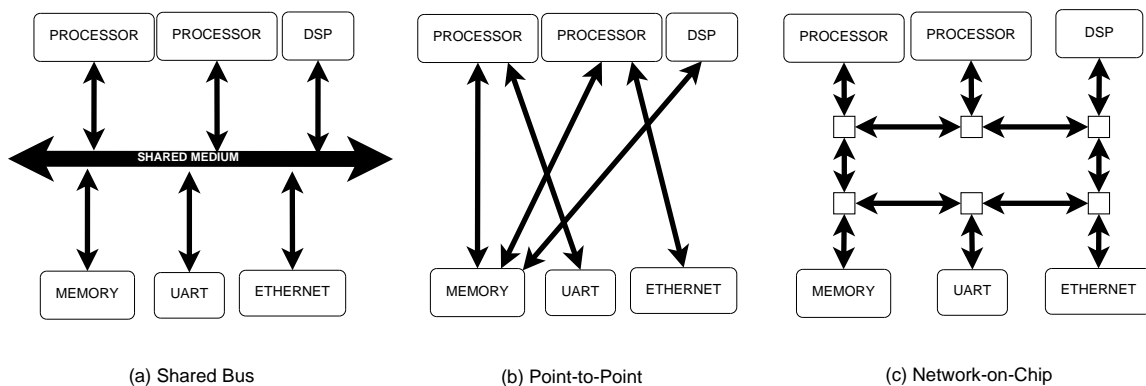 PROCESSOR
PROCESSOR
DSP
SHARED MEDIUM
MEMORY
UART
ETHERNET
(a) Shared Bus
PROCESSOR
PROCESSOR
DSP
MEMORY
UART
ETHERNET
(b) Point-to-Point
PROCESSOR
PROCESSOR
DSP
MEMORY
UART
ETHERNET
(c) Network-on-Chip